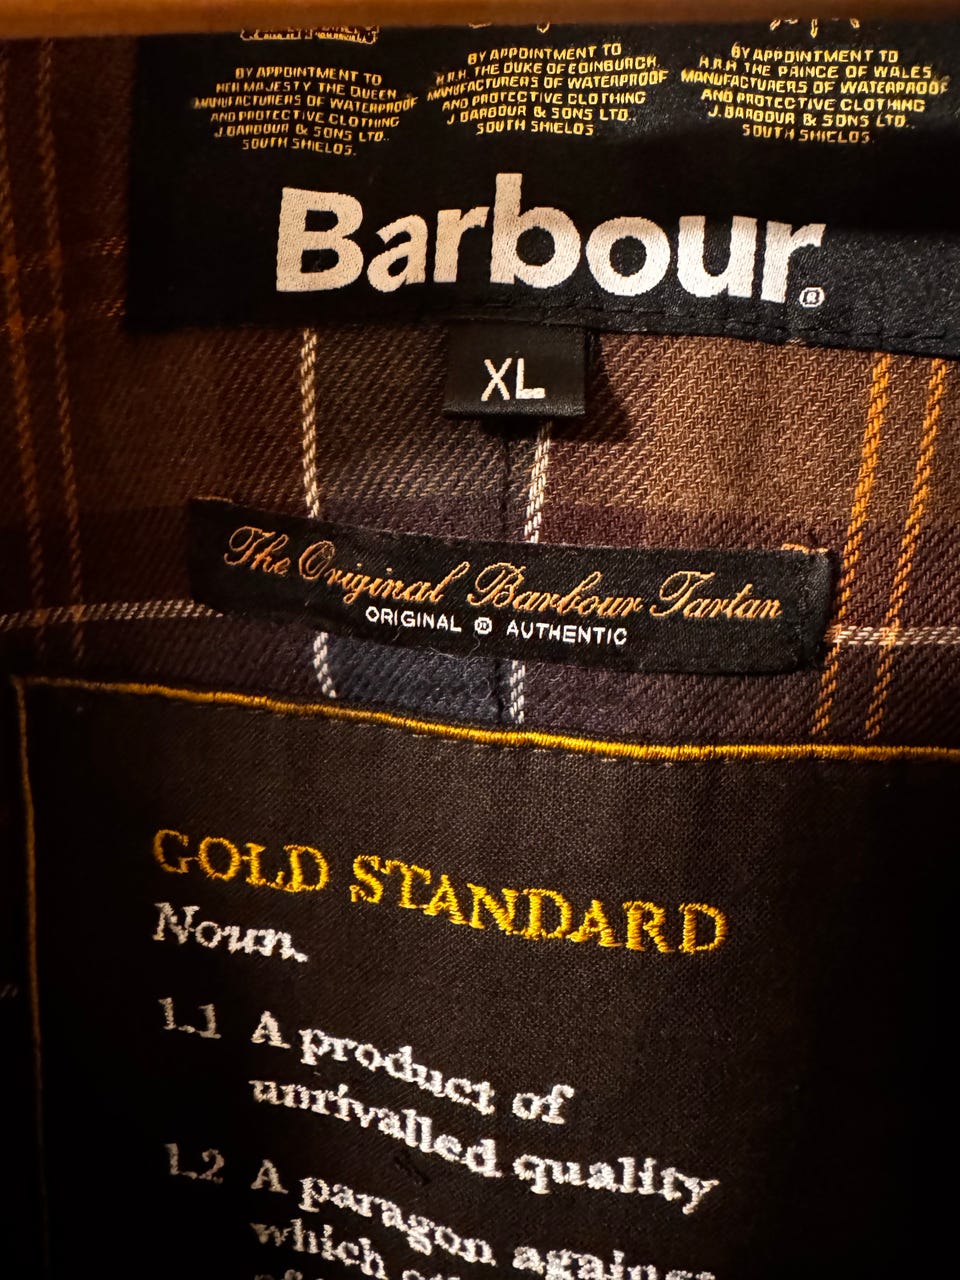 BY APPOINTMENT TO
HER MAJESTY THE QUEEN
MANUFACTURERS OF WATERPROOF
AND PROTECTIVE CLOTHING
J. BARBOUR & SONS LTD.
SOUTH SHIELDS.
BY APPOINTMENT TO
H.R.H. THE DUKE OF EDINBURGH.
MANUFACTURERS OF WATERPROOF
AND PROTECTIVE CLOTHING
J BARBOUR & SONS LTD.
SOUTH SHIELDS.
BY APPOINTMENT TO
H.R.H THE PRINCE OF WALES
MANUFACTURERS OF WATERPROOF
AND PROTECTIVE CLOTHING
J. BARBOUR & SONS LTD.
SOUTH SHIELDS.
Barbour®
XL
The Original Barbour Tartan
ORIGINAL AUTHENTIC
GOLD STANDARD
Noun.
1.1 A product of
unrivalled quality
1.2 A paragon against
which